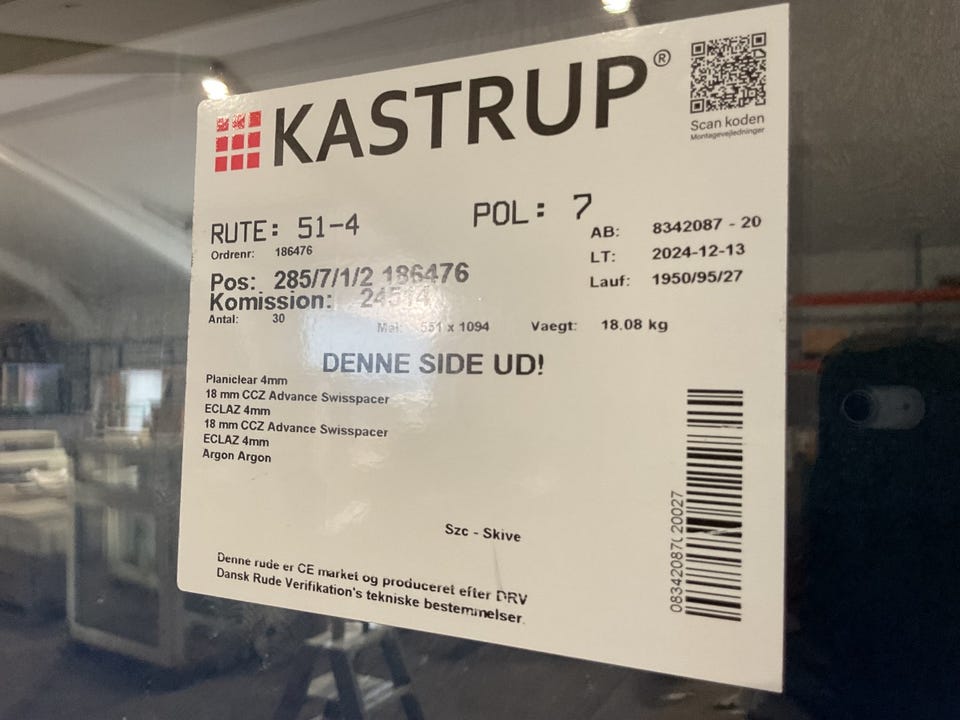 KASTRUP®
Scan koden
Montagevejledninger
RUTE: 51-4
POL: 7
Ordrenr: 186476
AB: 8342087 - 20
LT: 2024-12-13
Lauf: 1950/95/27
Pos: 285/7/1/2 186476
Komission: 24514
Antal: 30
Mål: 551 x 1094
Vaegt: 18.08 kg
DENNE SIDE UD!
Planiclear 4mm
18 mm CCZ Advance Swisspacer
ECLAZ 4mm
18 mm CCZ Advance Swisspacer
ECLAZ 4mm
Argon Argon
Szc - Skive
Denne rude er CE market og produceret efter DRV
Dansk Rude Verifikation's tekniske bestemmelser.